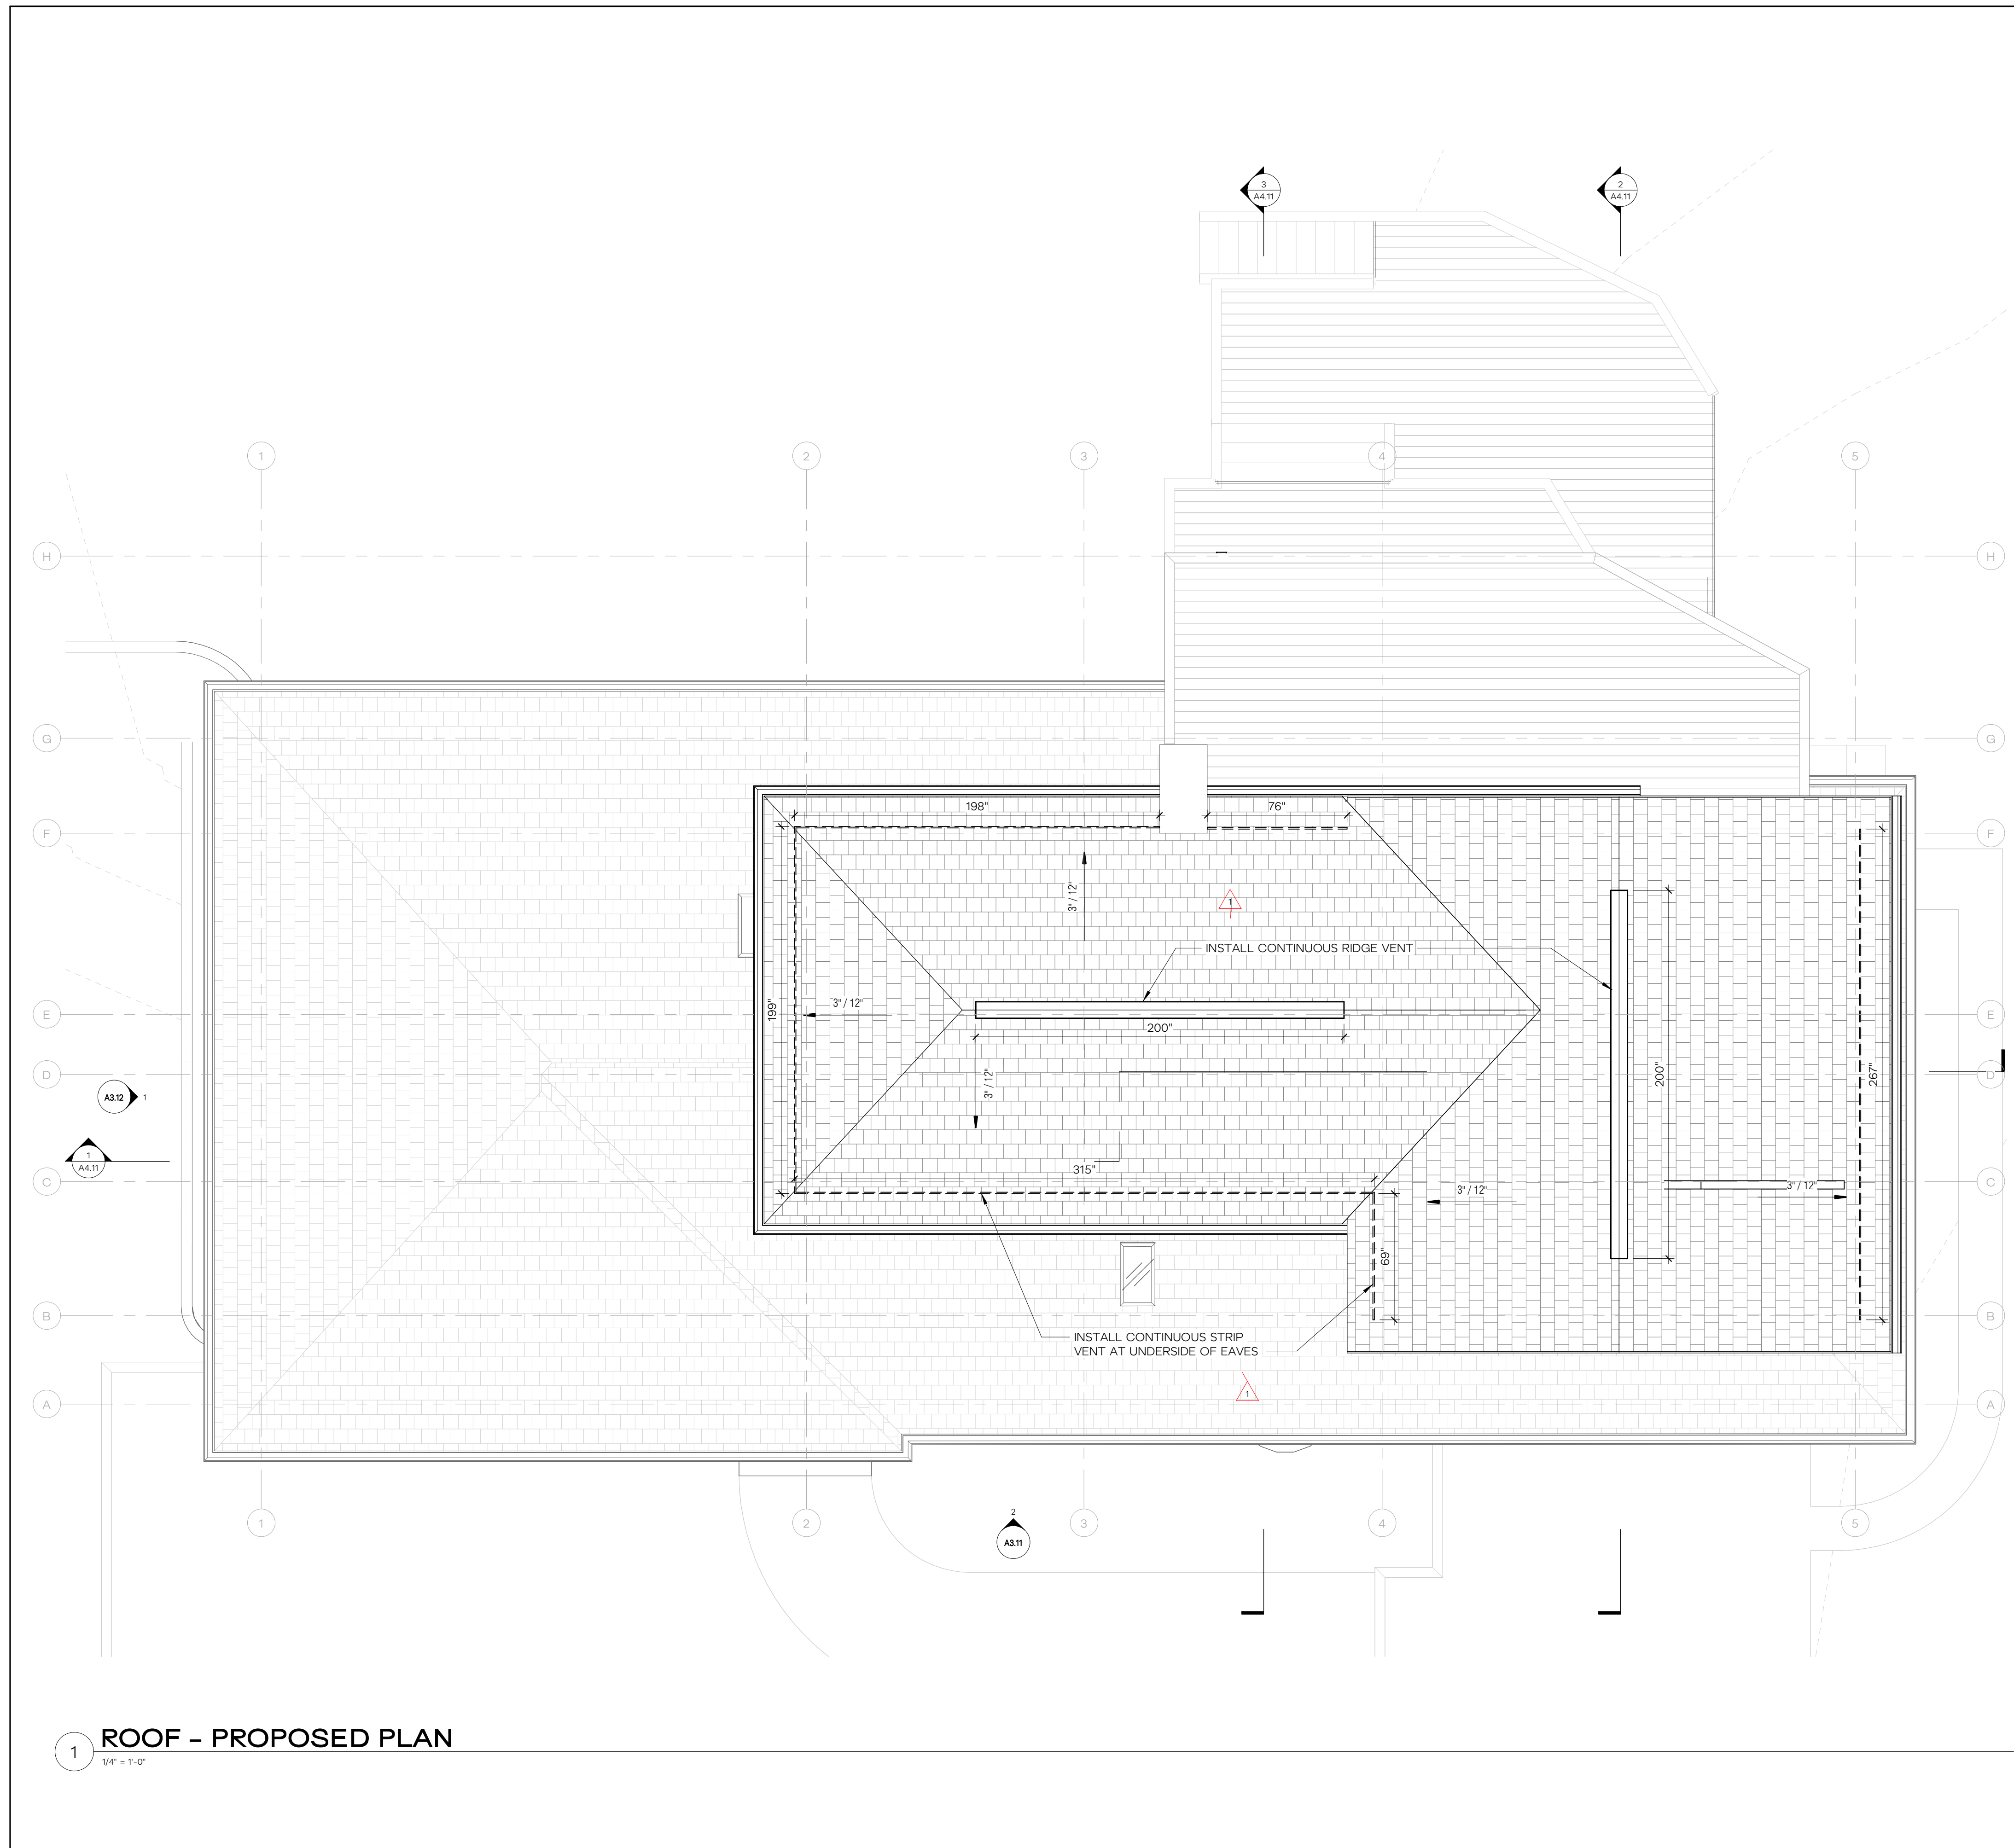 3
A4.11
2
A4.11
1
2
3
4
5
H
H
G
G
198"
76"
F
F
3" / 12"
1
INSTALL CONTINUOUS RIDGE VENT
199"
3" / 12"
E
E
200"
3" / 12"
200"
267"
D
D
A3.12
1
1
A4.11
C
C
315"
3" / 12"
3" / 12"
69"
B
B
INSTALL CONTINUOUS STRIP
VENT AT UNDERSIDE OF EAVES
1
A
A
1
2
3
4
5
2
A3.11
1
ROOF - PROPOSED PLAN
1/4" = 1'-0"